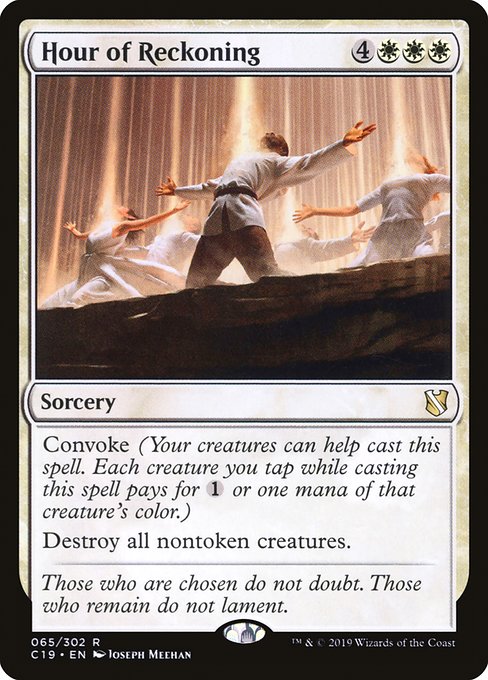 Hour of Reckoning 4
Sorcery
Convoke (Your creatures can help cast this
spell. Each creature you tap while casting
this spell pays for 1 or one mana of that
creature's color.)
Destroy all nontoken creatures.
Those who are chosen do not doubt. Those
who remain do not lament.
065/302 R
C19 • EN Joseph Meehan
™ & © 2019 Wizards of the Coast